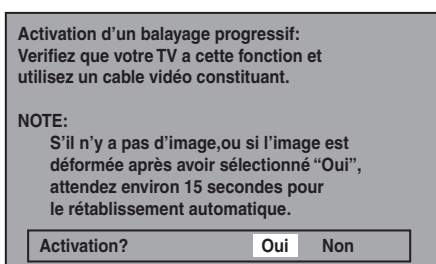 Activation d'un balayage progressif:
Verifiez que votre TV a cette fonction et
utilisez un cable vidéo constituant.
NOTE:
S'il n'y a pas d'image,ou si l'image est
déformée après avoir sélectionné “Oui”,
attendez environ 15 secondes pour
le rétablissement automatique.
Activation? Oui Non